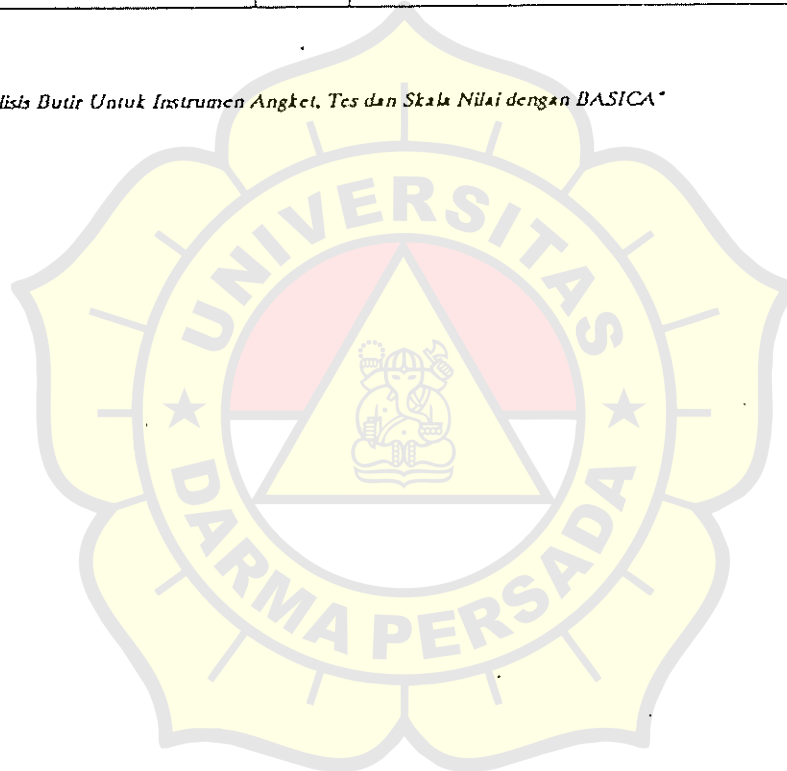 lisis Butir Untuk Instrumen Angket, Tes dan Skala Nilai dengan BASICA"
UNIVERSITAS
DARMA PERSADA